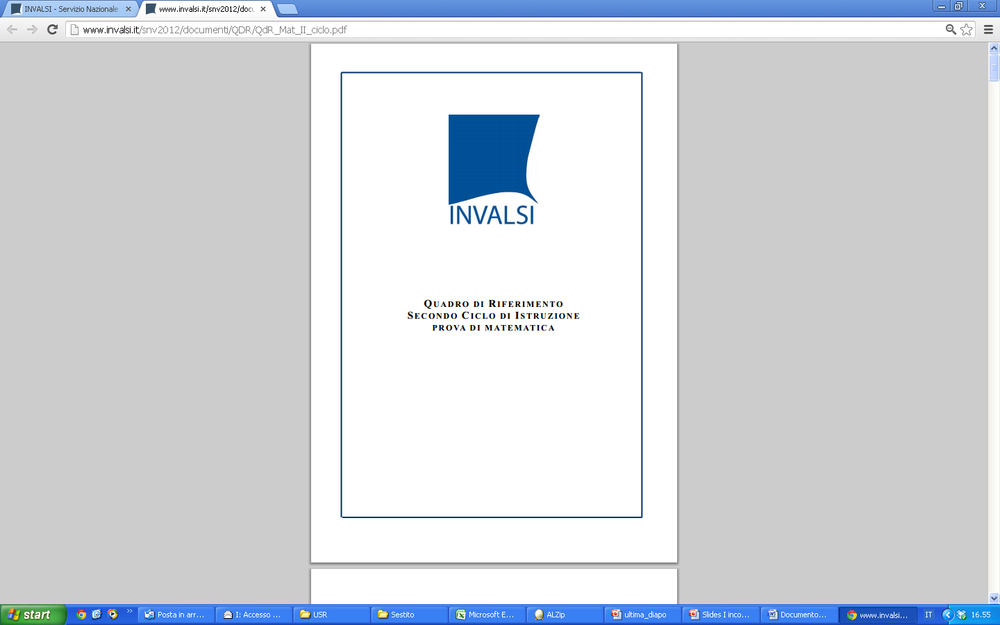 INVALSI - Servizio Nazionale
www.invalsi.it/snv2012/docu
www.invalsi.it/snv2012/documenti/QDR/QdR_Mat_II_ciclo.pdf
INVALSI
QUADRO DI RIFERIMENTO
SECONDO CICLO DI ISTRUZIONE
PROVA DI MATEMATICA
start
Posta in arr...
I: Accesso ...
USR
Sestito
Microsoft E...
ALZip
ultima_diapo
Slides I inco...
Documento...
www.invalsi...
IT
16.55